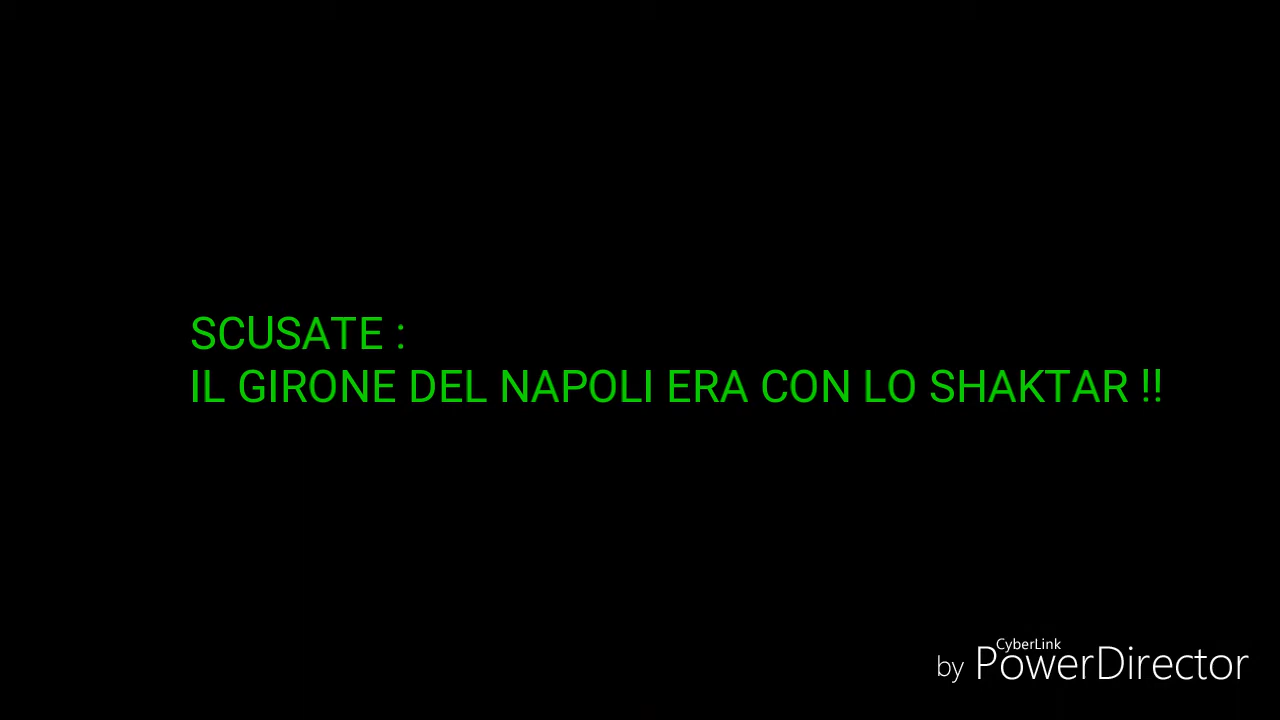 SCUSATE :
IL GIRONE DEL NAPOLI ERA CON LO SHAKTAR !!
CyberLink
by PowerDirector